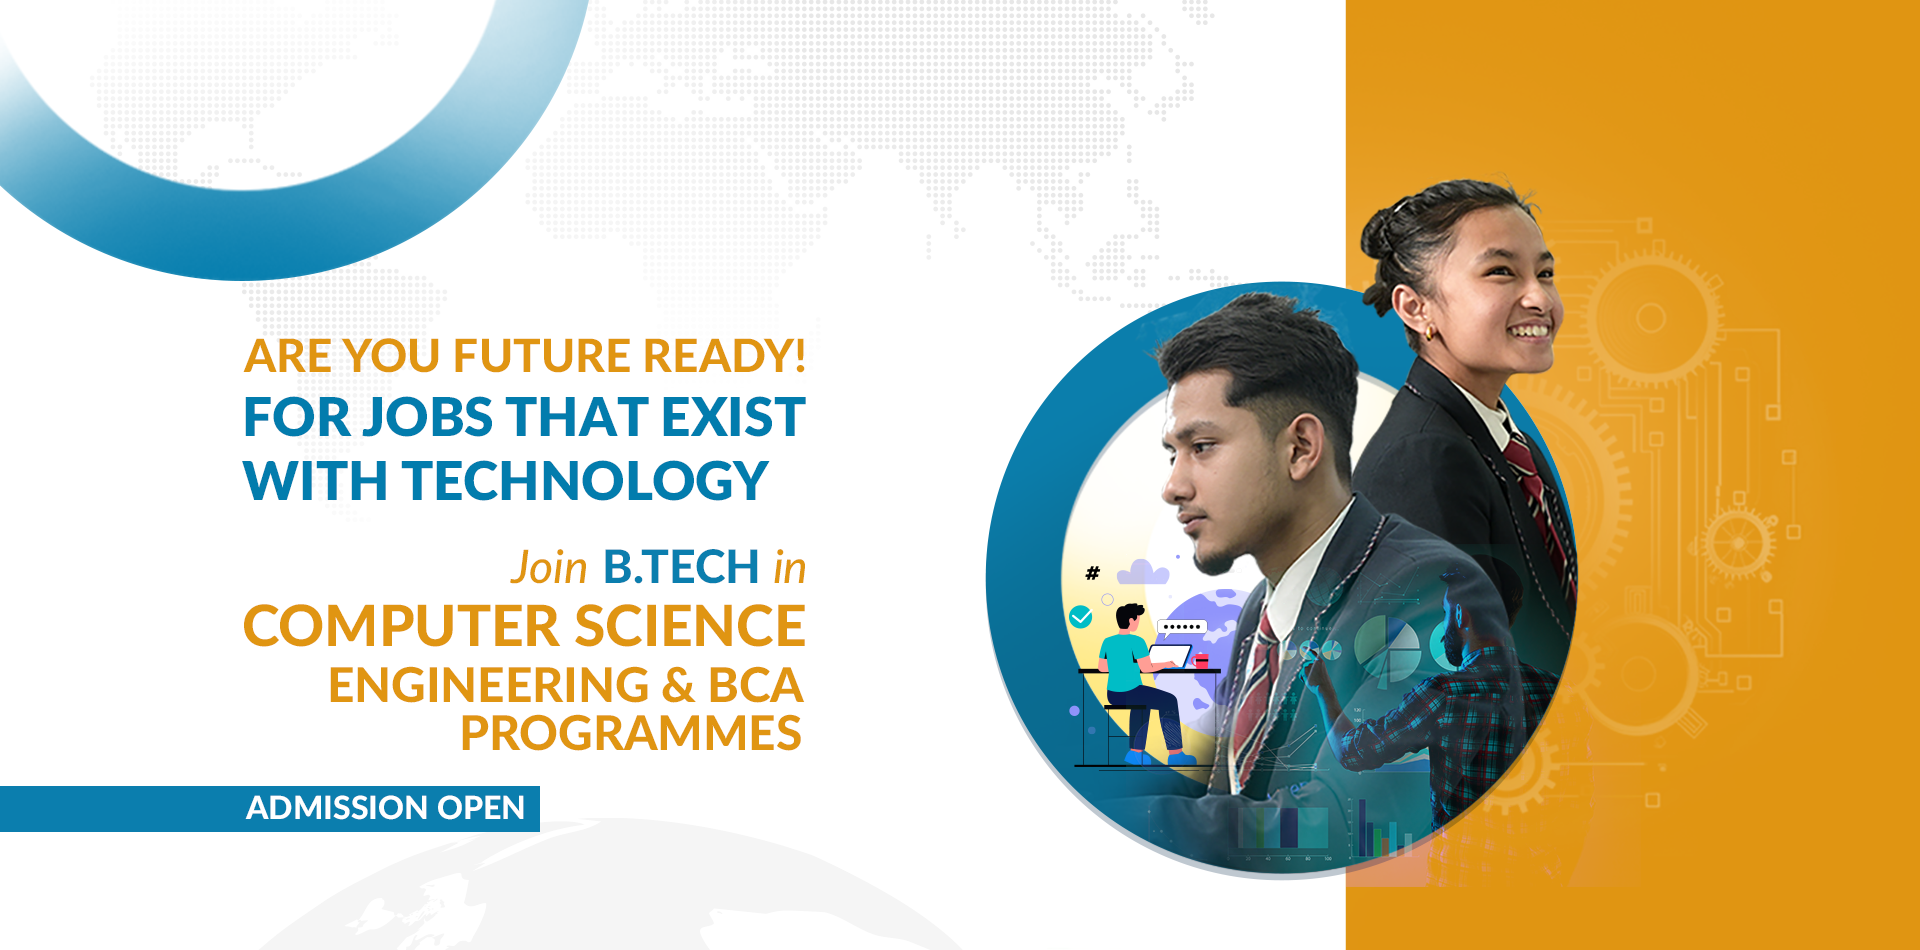 ARE YOU FUTURE READY!
FOR JOBS THAT EXIST
WITH TECHNOLOGY
Join B.TECH in
COMPUTER SCIENCE
ENGINEERING & BCA
PROGRAMMES
ADMISSION OPEN
#